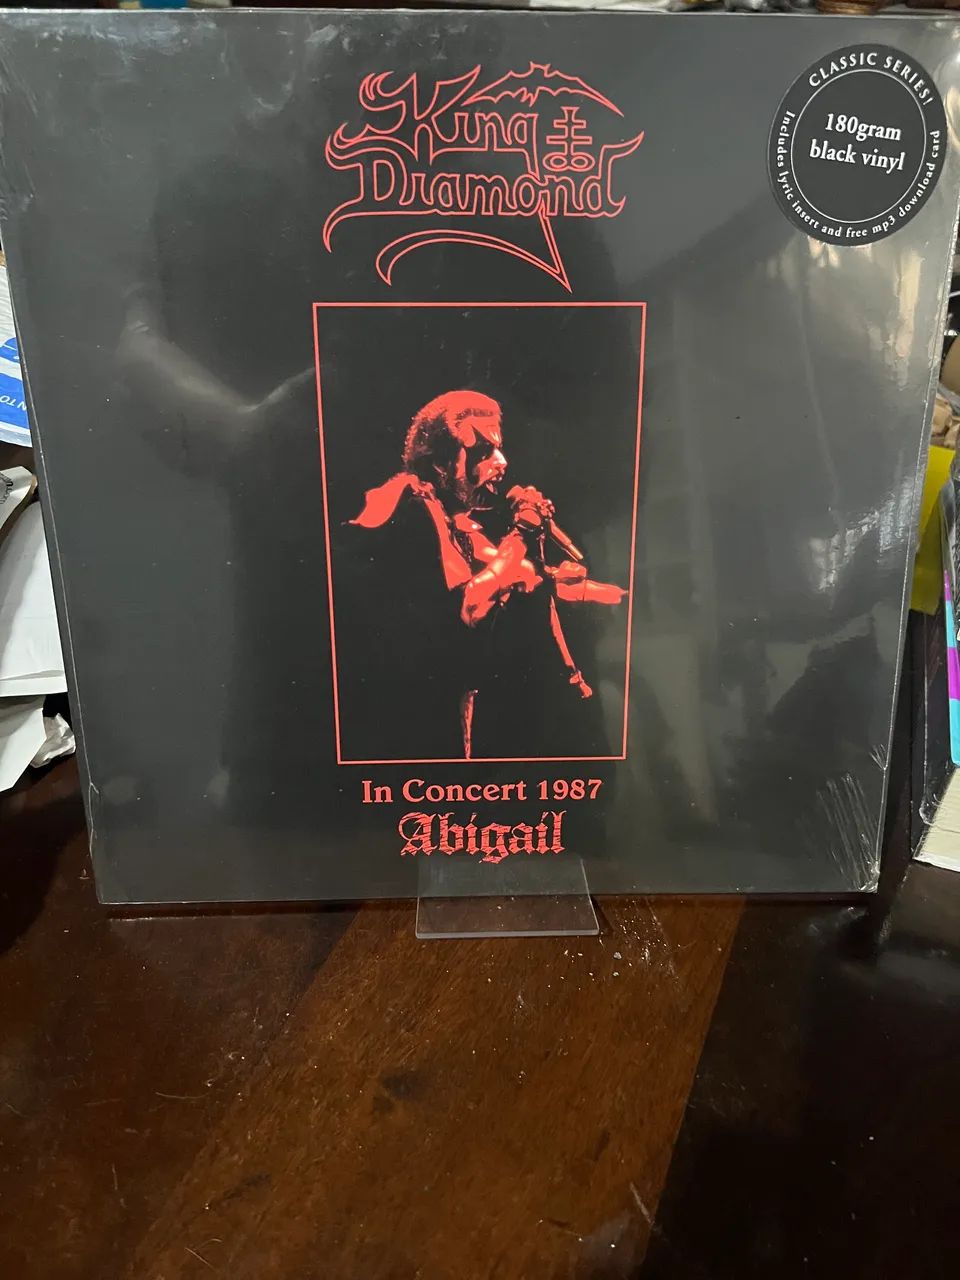 King
Diamond
CLASSIC SERIES!
180gram
black vinyl
Includes lyric insert and free mp3 download card
In Concert 1987
Abigail